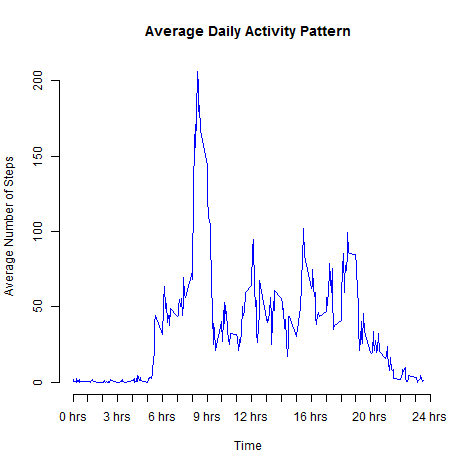 Average Daily Activity Pattern
Average Number of Steps
200
150
100
50
0
0 hrs 3 hrs 6 hrs 9 hrs 12 hrs 16 hrs 20 hrs 24 hrs
Time